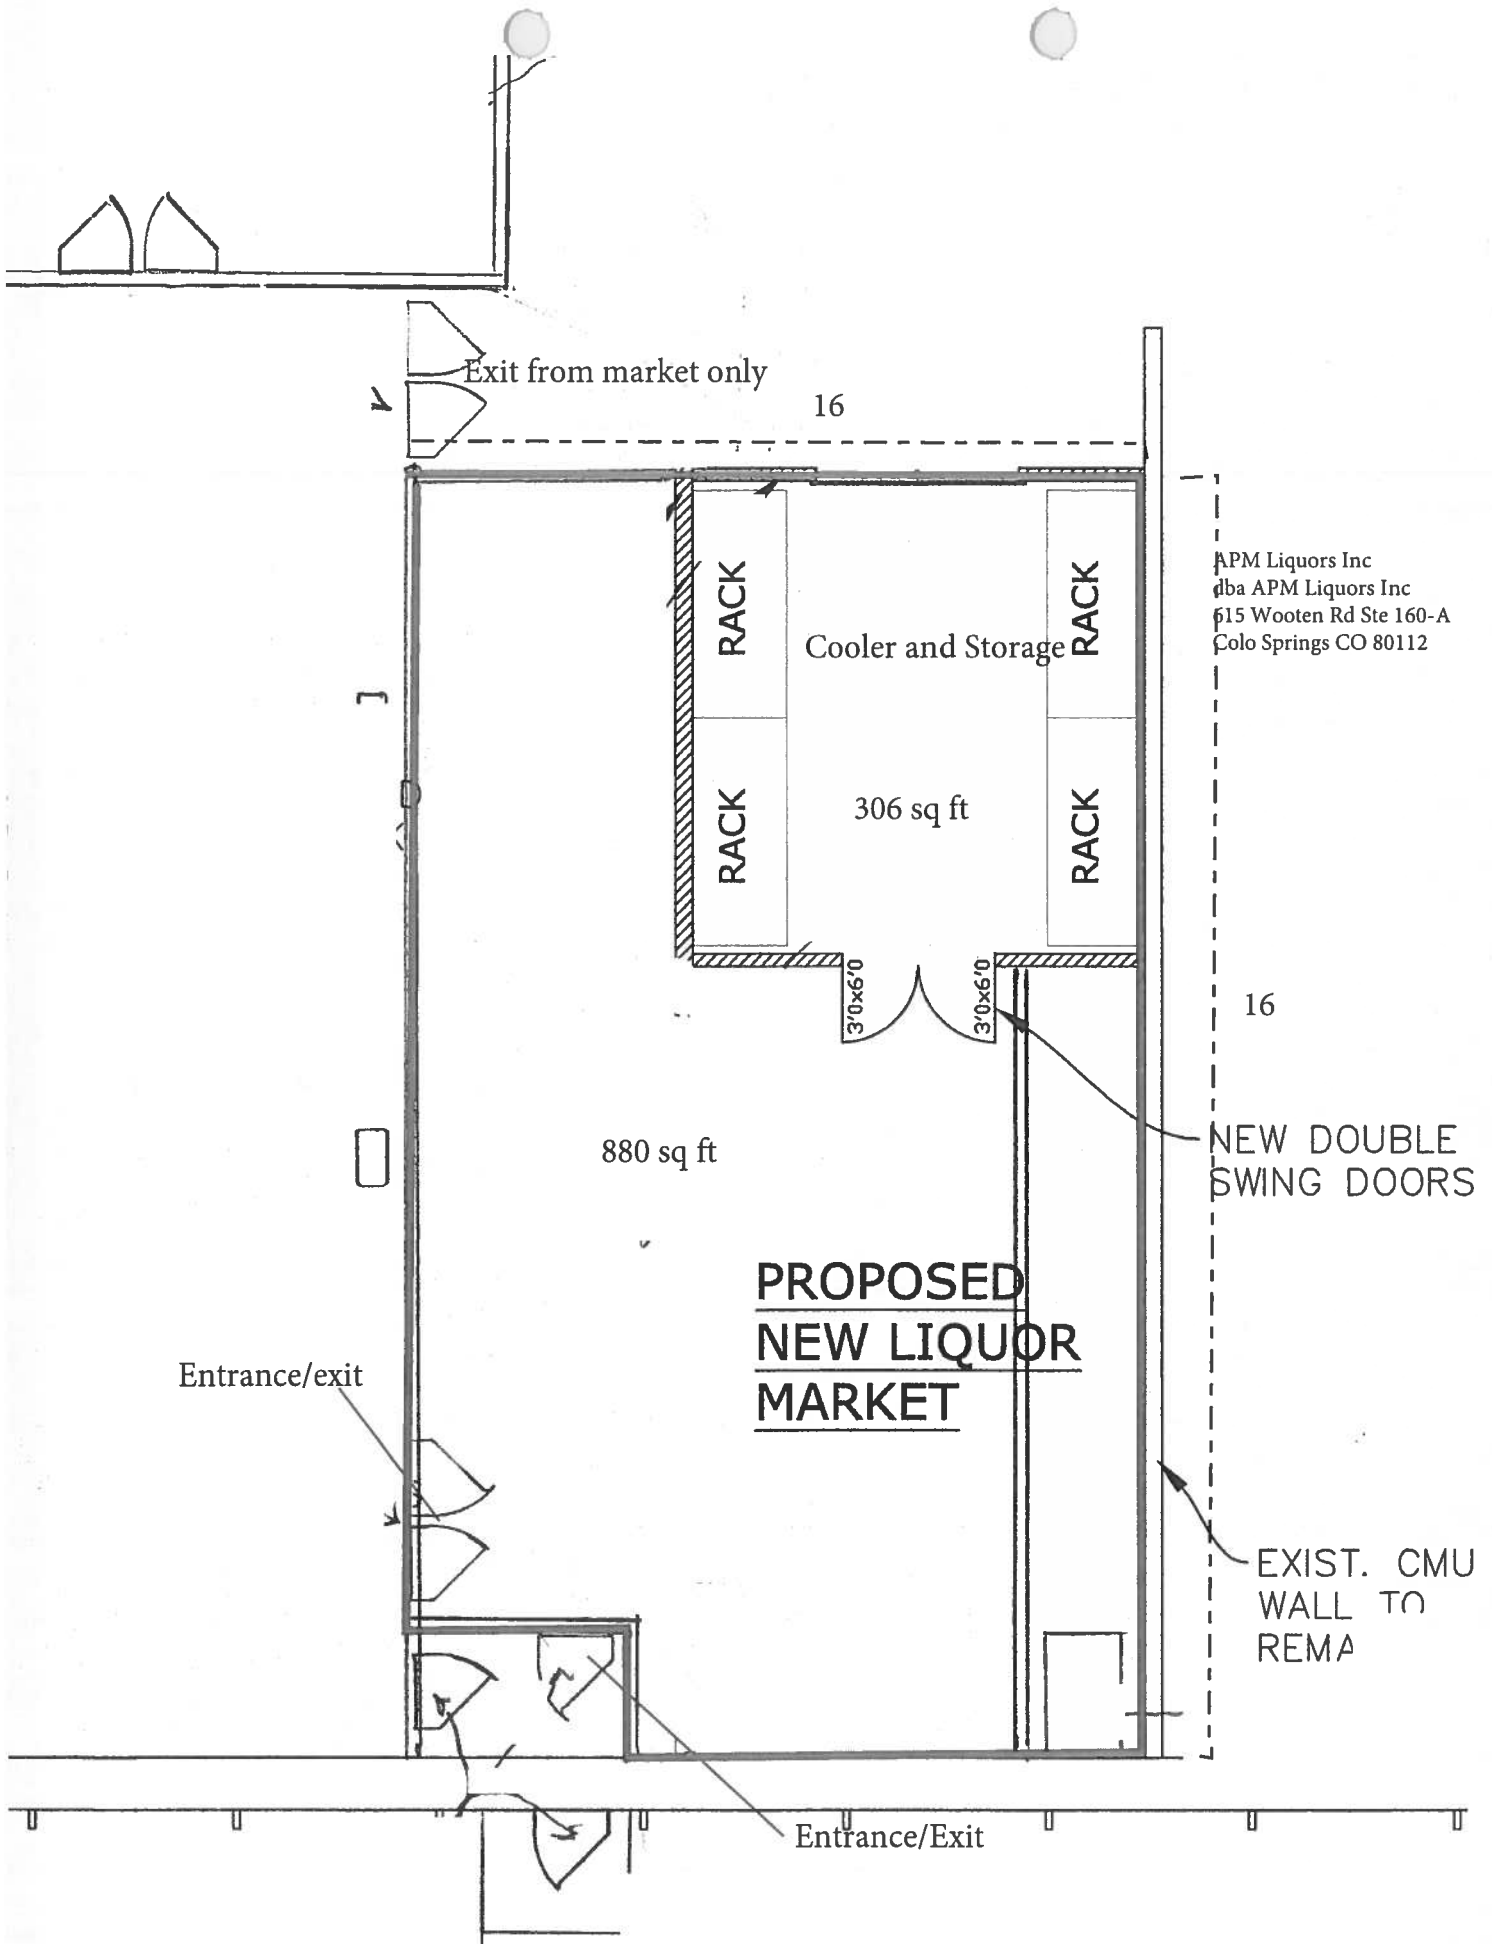 Exit from market only
16
APM Liquors Inc
dba APM Liquors Inc
615 Wooten Rd Ste 160-A
Colo Springs CO 80112
RACK
RACK
Cooler and Storage
306 sq ft
RACK
RACK
3'0x6'0
3'0x6'0
16
NEW DOUBLE
SWING DOORS
880 sq ft
PROPOSED
NEW LIQUOR
MARKET
Entrance/exit
EXIST. CMU
WALL TO
REMA
Entrance/Exit